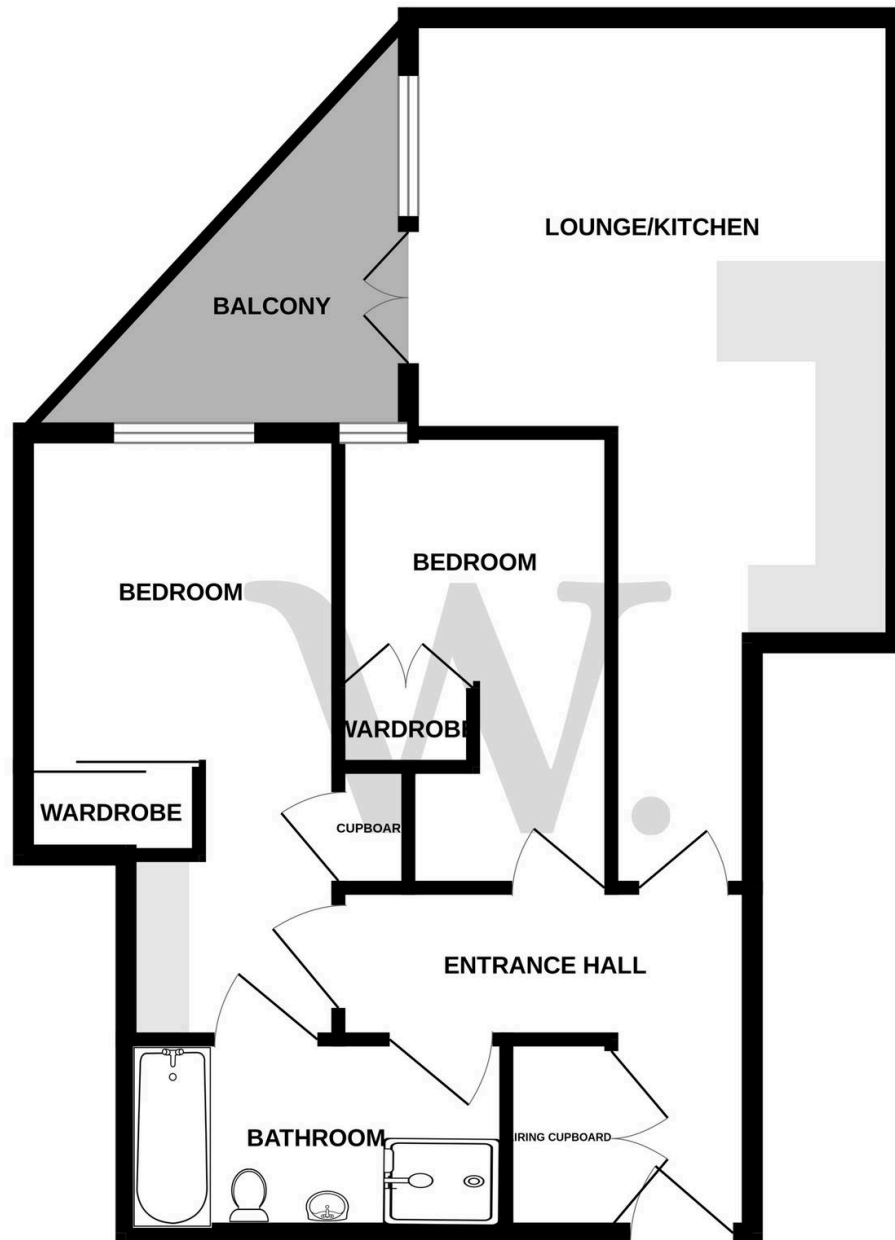 LOUNGE/KITCHEN
BALCONY
BEDROOM
BEDROOM
WARDROBE
WARDROBE
CUPBOAR
ENTRANCE HALL
BATHROOM
IRING CUPBOARD
W.